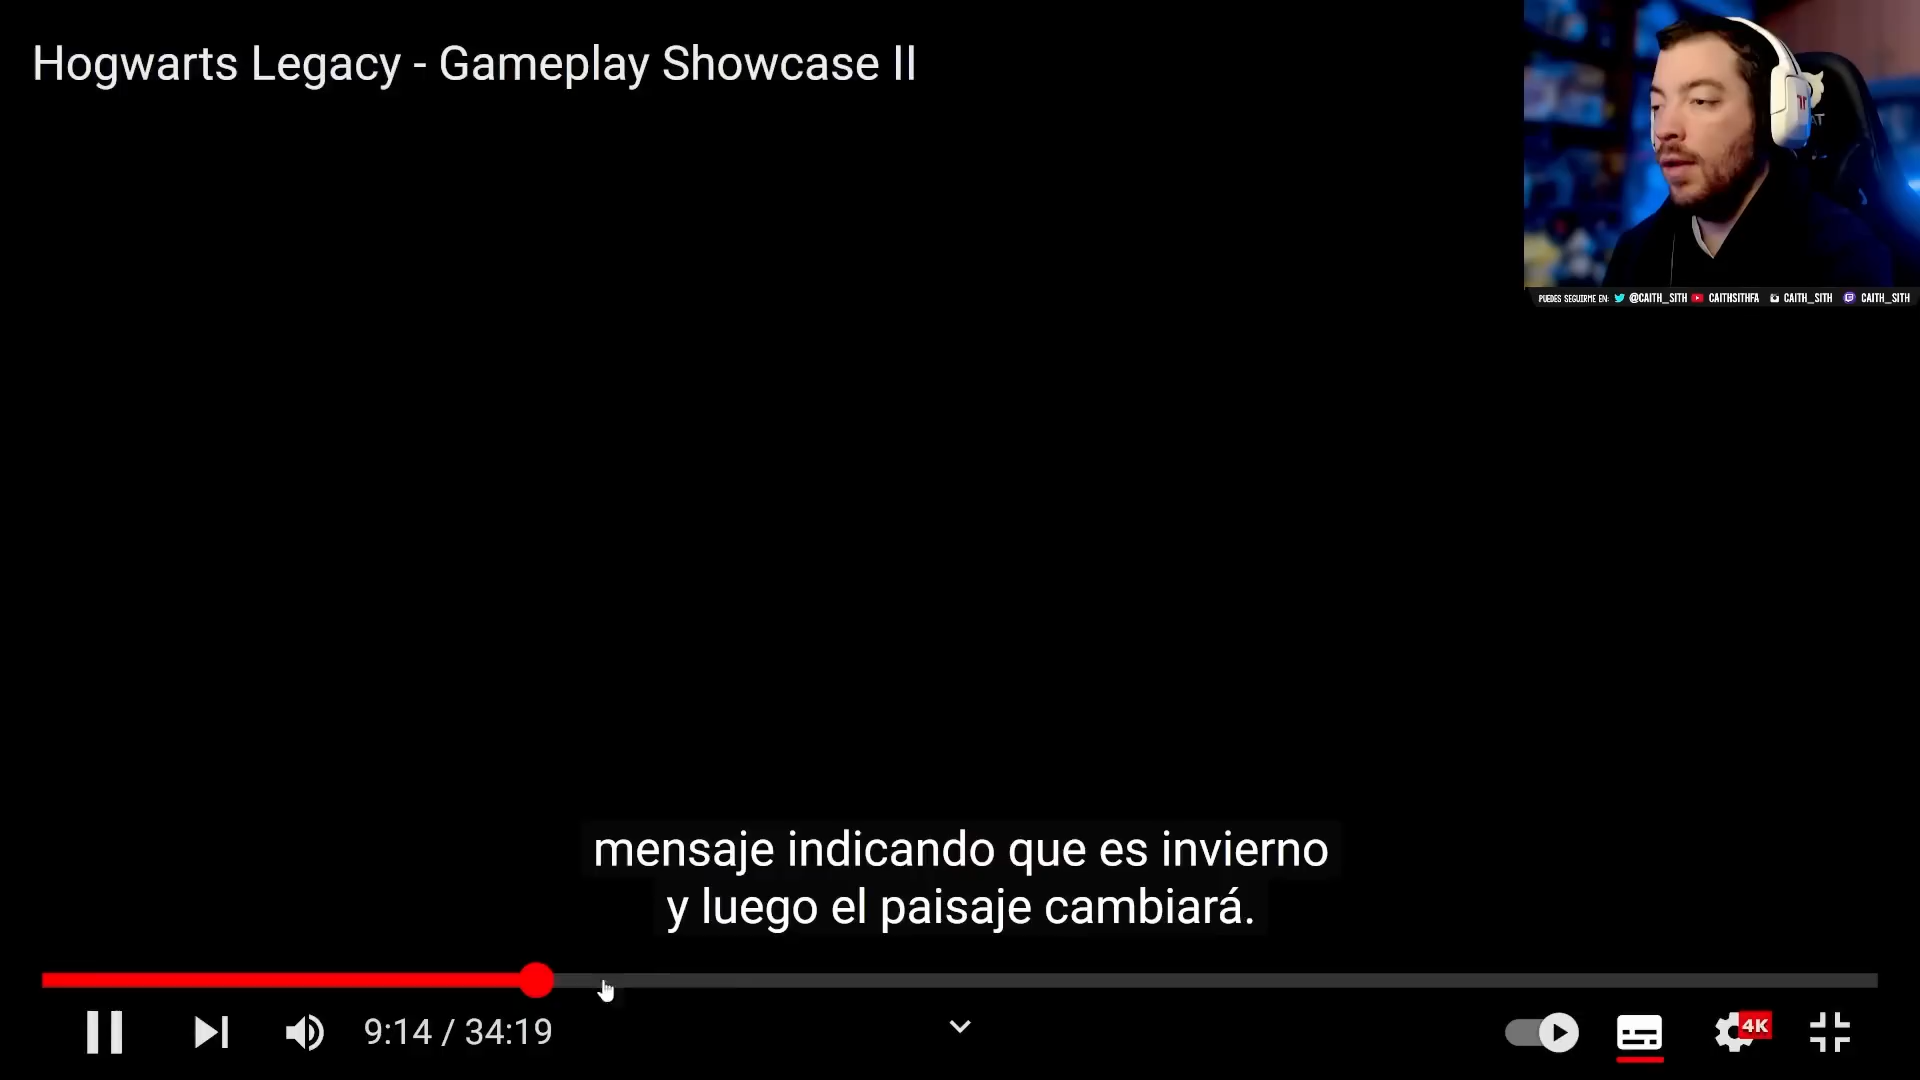 Hogwarts Legacy - Gameplay Showcase II
PUEDES SEGUIRME EN: @CAITH_SITH CAITHSITHFA CAITH_SITH CAITH_SITH
mensaje indicando que es invierno
y luego el paisaje cambiará.
9:14 / 34:19
4K